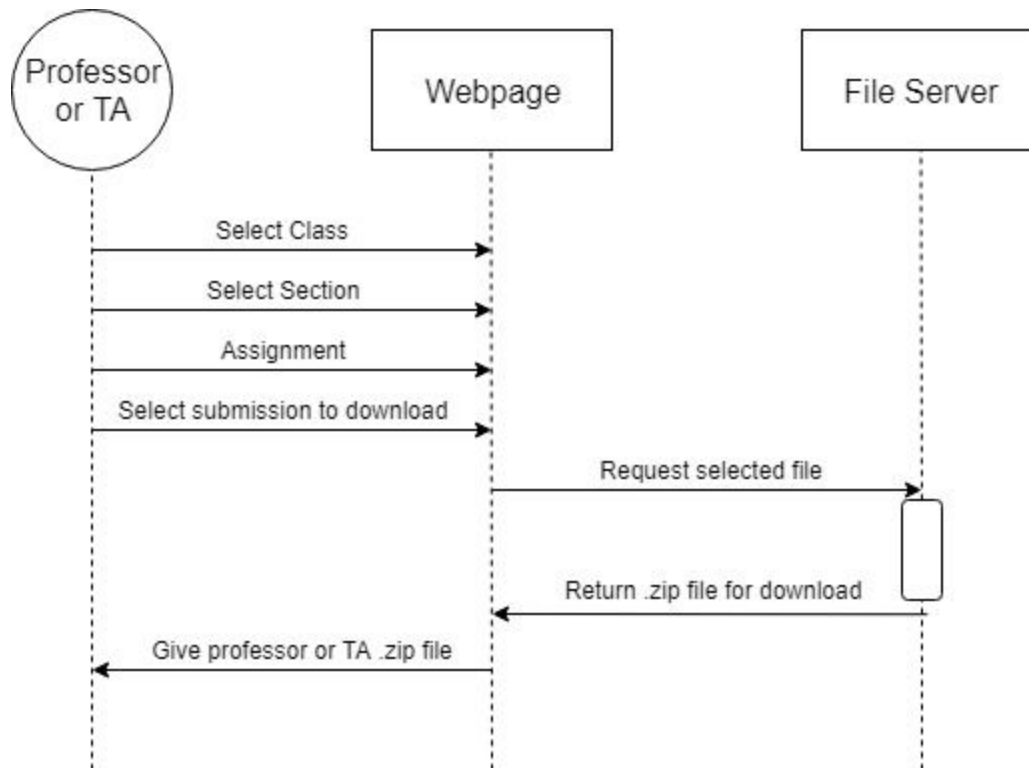 Professor
or TA
Webpage
File Server
Select Class
Select Section
Assignment
Select submission to download
Request selected file
Return .zip file for download
Give professor or TA .zip file